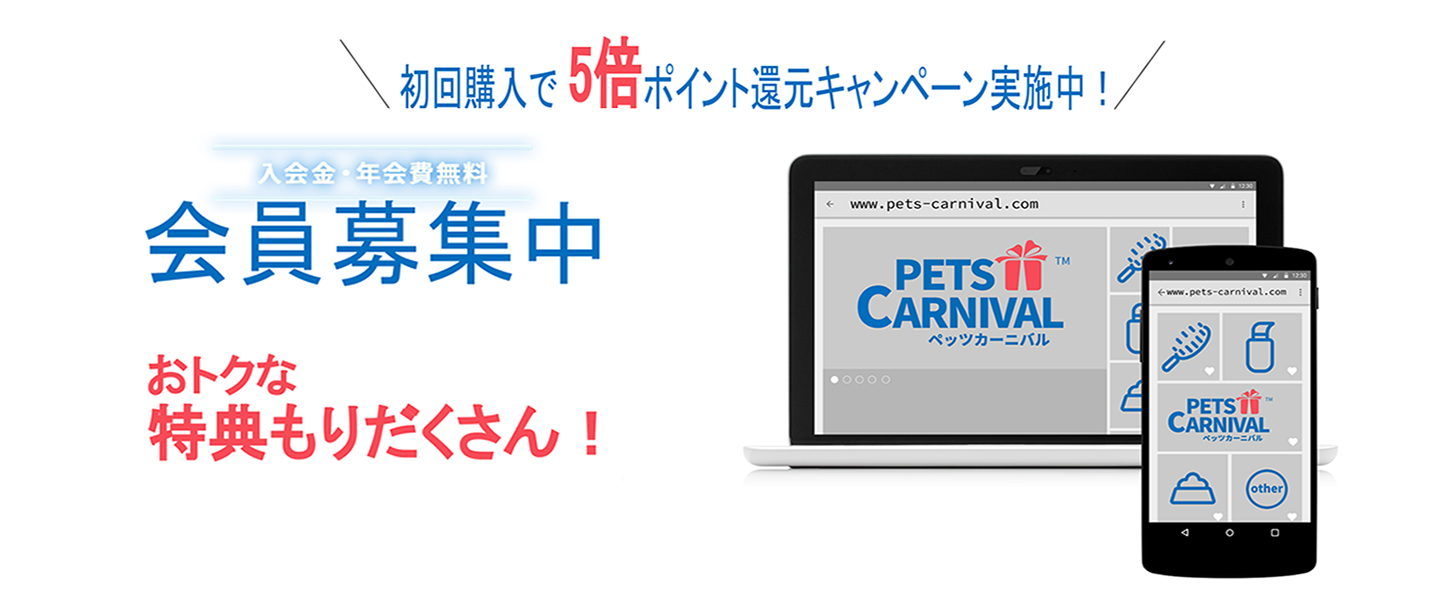 初回購入で 5倍ポイント還元キャンペーン実施中！
入会金・年会費無料
会員募集中
おトクな
特典もりだくさん！
12:30
www.pets-carnival.com
PETS
CARNIVAL
TM
ペッツカーニバル
12:30
www.pets-carnival.com
PETS
CARNIVAL
TM
ペッツカーニバル
other